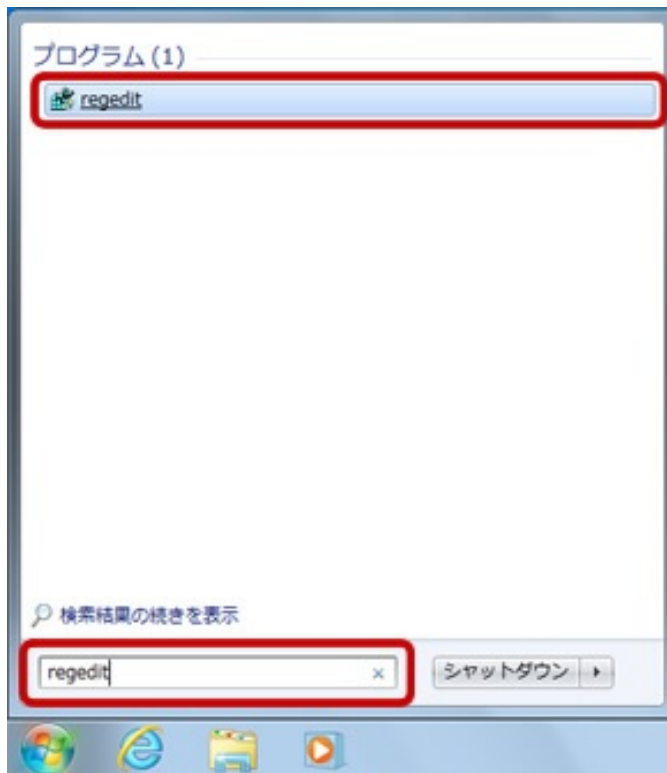 プログラム (1)
regedit
検索結果の続きを表示
regedit
シャットダウン